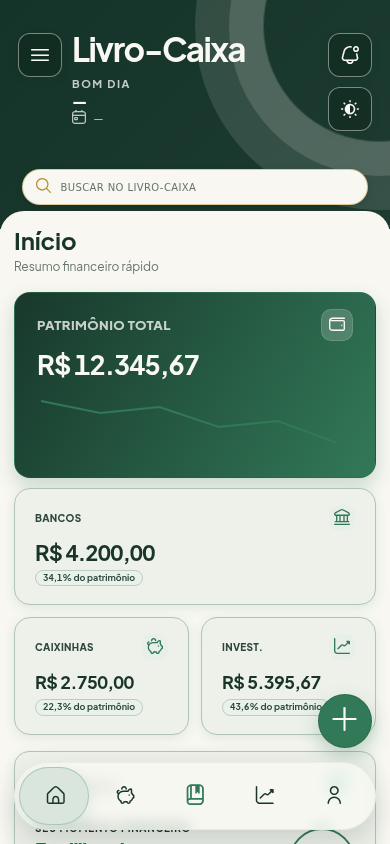 Livro-Caixa
BOM DIA
—
—
BUSCAR NO LIVRO-CAIXA
Início
Resumo financeiro rápido
PATRIMÔNIO TOTAL
R$ 12.345,67
BANCOS
R$ 4.200,00
34,1% do patrimônio
CAIXINHAS
R$ 2.750,00
22,3% do patrimônio
INVEST.
R$ 5.395,67
43,6% do patrimônio